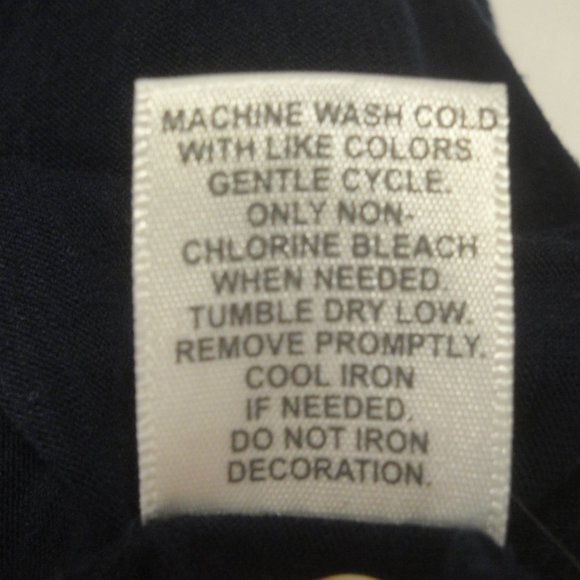 MACHINE WASH COLD
WITH LIKE COLORS
GENTLE CYCLE.
ONLY NON-
CHLORINE BLEACH
WHEN NEEDED.
TUMBLE DRY LOW.
REMOVE PROMPTLY.
COOL IRON
IF NEEDED.
DO NOT IRON
DECORATION.